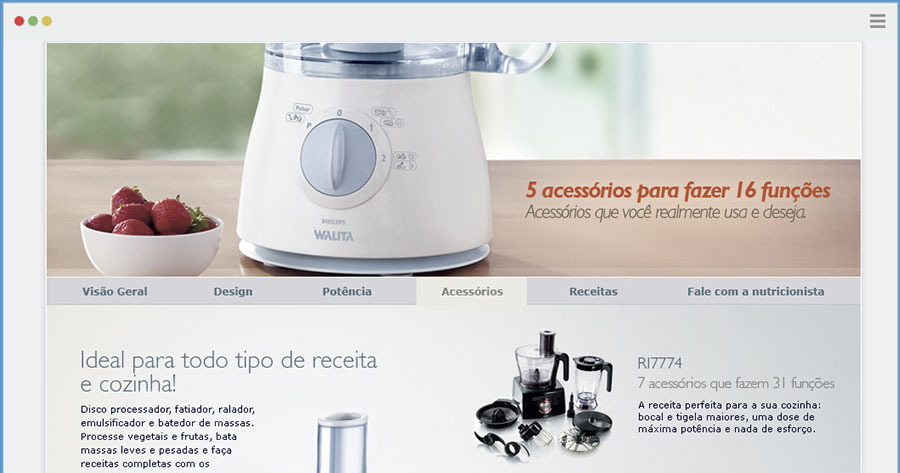 Pulsar
0
P
1
2
PHILIPS
WALITA
5 acessórios para fazer 16 funções
Acessórios que você realmente usa e deseja.
Visão Geral
Design
Potência
Acessórios
Receitas
Fale com a nutricionista
Ideal para todo tipo de receita
e cozinha!
Disco processador, fatiador, ralador,
emulsificador e batedor de massas.
Processe vegetais e frutas, bata
massas leves e pesadas e faça
receitas completas com os
RI7774
7 acessórios que fazem 31 funções
A receita perfeita para a sua cozinha:
bocal e tigela maiores, uma dose de
máxima potência e nada de esforço.